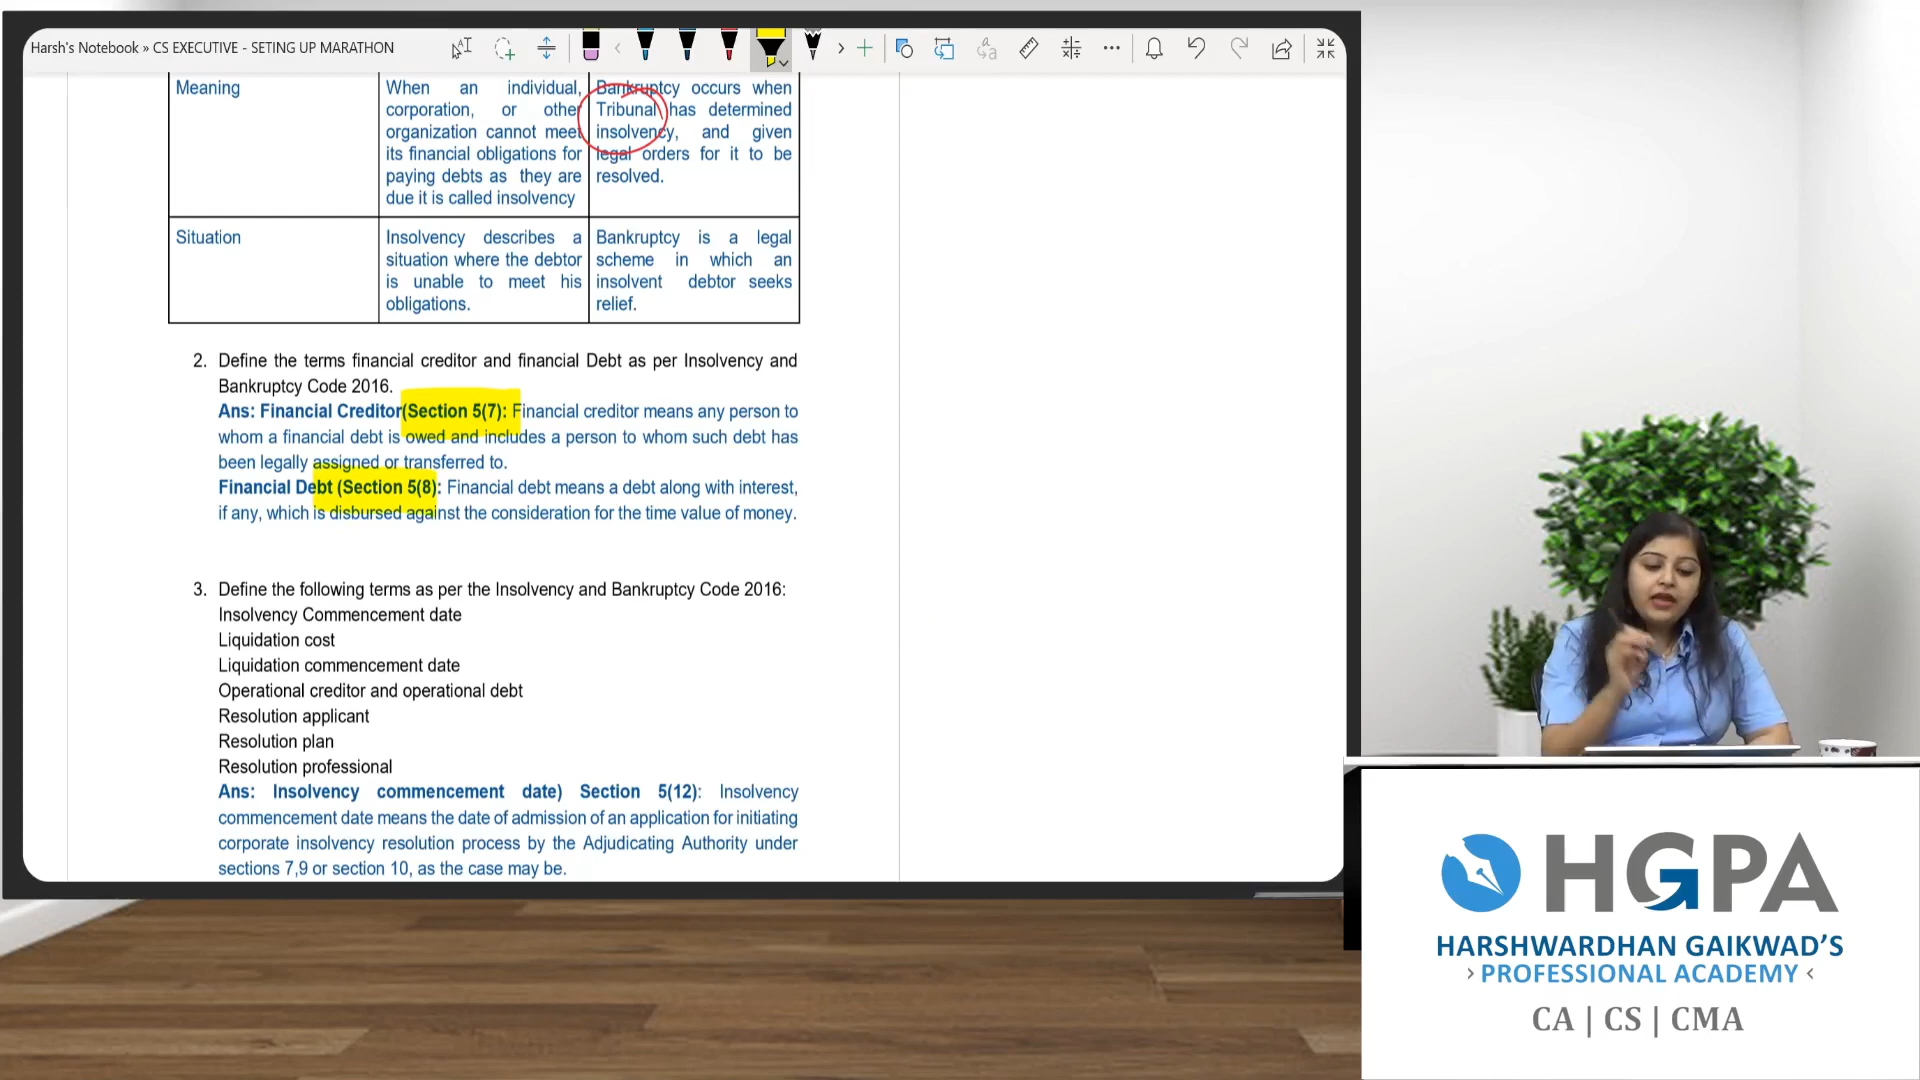 Harsh's Notebook » CS EXECUTIVE - SETING UP MARATHON
Meaning
When an individual,
corporation, or other
organization cannot meet
its financial obligations for
paying debts as they are
due it is called insolvency
Bankruptcy occurs when
Tribunal has determined
insolvency, and given
legal orders for it to be
resolved.
Situation
Insolvency describes a
situation where the debtor
is unable to meet his
obligations.
Bankruptcy is a legal
scheme in which an
insolvent debtor seeks
relief.
2. Define the terms financial creditor and financial Debt as per Insolvency and
Bankruptcy Code 2016.
Ans: Financial Creditor(Section 5(7): Financial creditor means any person to
whom a financial debt is owed and includes a person to whom such debt has
been legally assigned or transferred to.
Financial Debt (Section 5(8): Financial debt means a debt along with interest,
if any, which is disbursed against the consideration for the time value of money.
3. Define the following terms as per the Insolvency and Bankruptcy Code 2016:
Insolvency Commencement date
Liquidation cost
Liquidation commencement date
Operational creditor and operational debt
Resolution applicant
Resolution plan
Resolution professional
Ans: Insolvency commencement date) Section 5(12): Insolvency
commencement date means the date of admission of an application for initiating
corporate insolvency resolution process by the Adjudicating Authority under
sections 7,9 or section 10, as the case may be.
HGPA
HARSHWARDHAN GAIKWAD'S
› PROFESSIONAL ACADEMY ‹
CA | CS | CMA